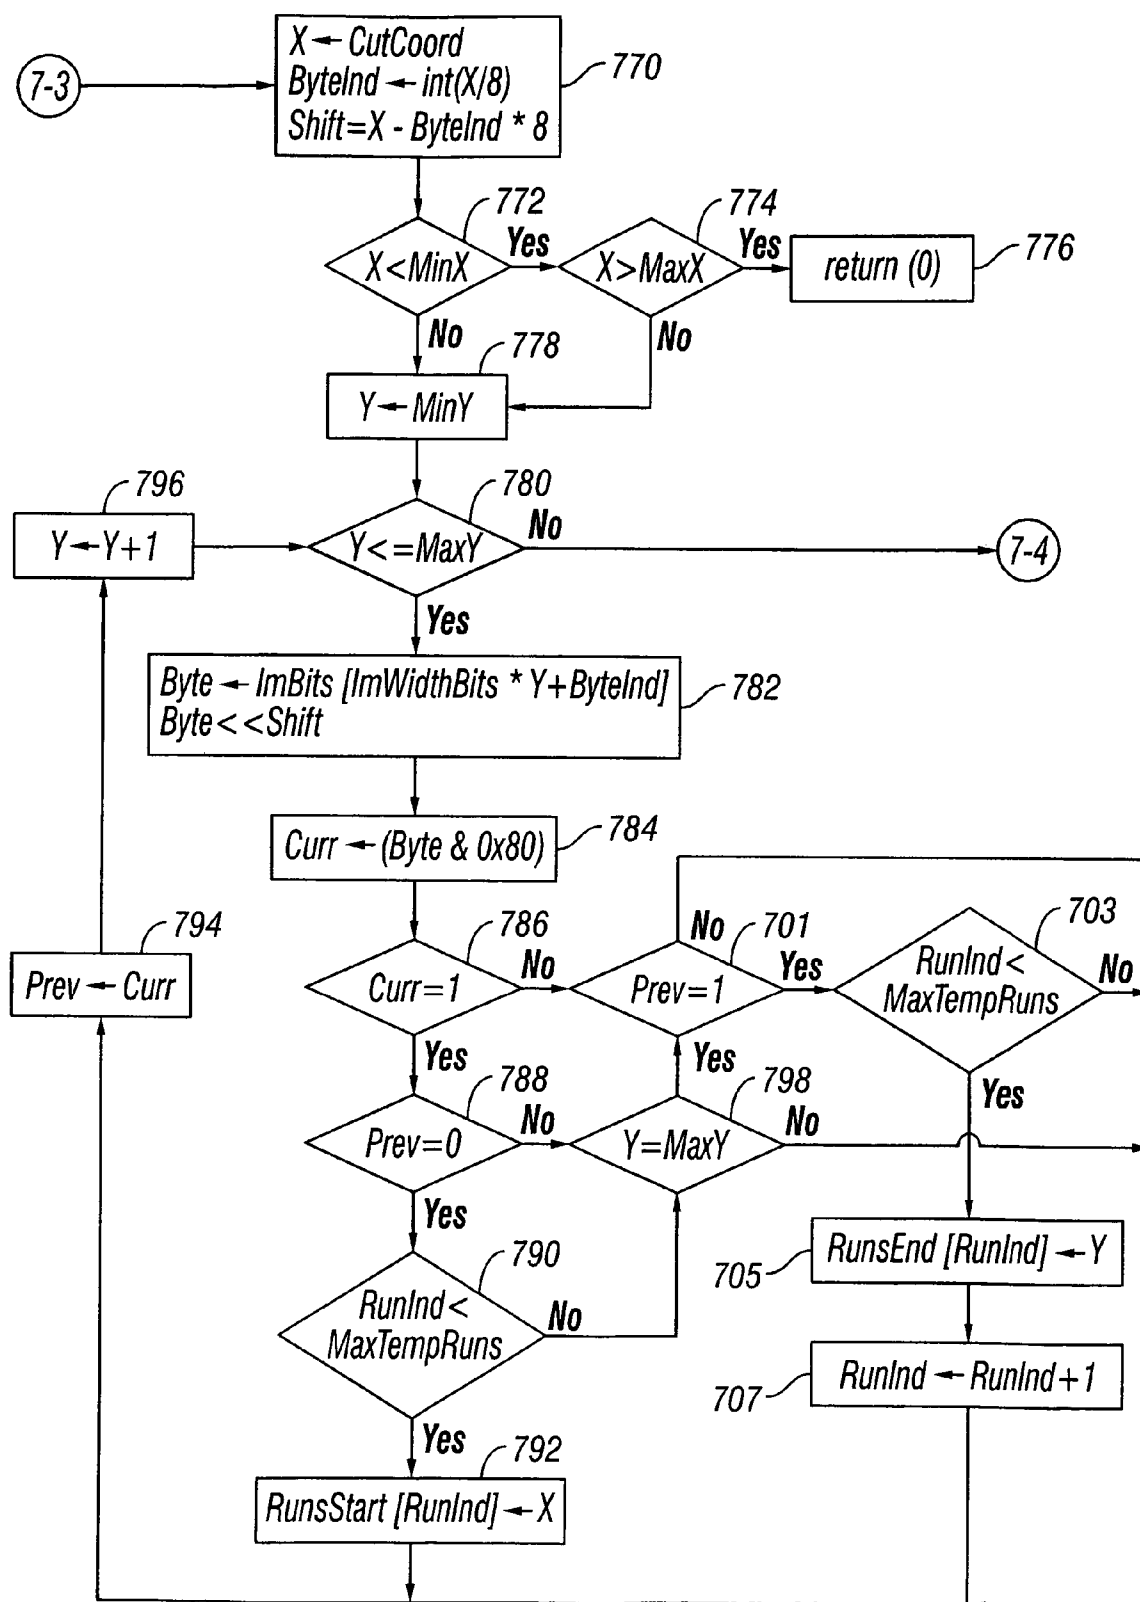 7-3
X ← CutCoord
ByteInd ← int(X/8)
Shift=X - ByteInd * 8
770
772
X<MinX
Yes
No
774
X>MaxX
Yes
No
return (0)
776
778
Y ← MinY
796
Y ← Y+1
780
Y<=MaxY
No
Yes
7-4
Byte ← ImBits [ImWidthBits * Y+ByteInd]
Byte<<Shift
782
Curr ← (Byte & 0x80)
784
794
Prev ← Curr
786
Curr=1
No
Yes
701
Prev=1
No
Yes
703
RunInd<
MaxTempRuns
No
Yes
788
Prev=0
No
Yes
798
Y=MaxY
Yes
No
790
RunInd<
MaxTempRuns
No
Yes
705
RunsEnd [RunInd] ← Y
707
RunInd ← RunInd+1
792
RunsStart [RunInd] ← X